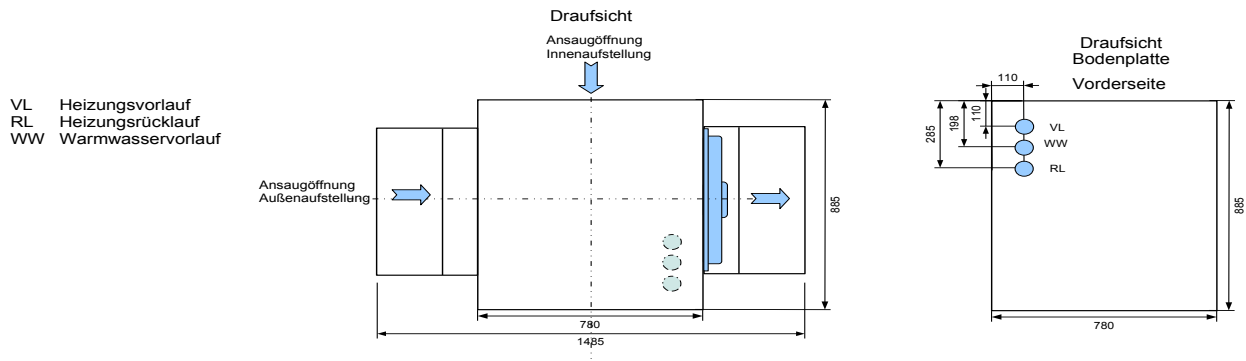 Draufsicht
Ansaugöffnung
Innenaufstellung
VL Heizungsvorlauf
RL Heizungsrücklauf
WW Warmwasservorlauf
Ansaugöffnung
Außenaufstellung
885
780
1485
Draufsicht
Bodenplatte
Vorderseite
110
110
198
285
VL
WW
RL
885
780